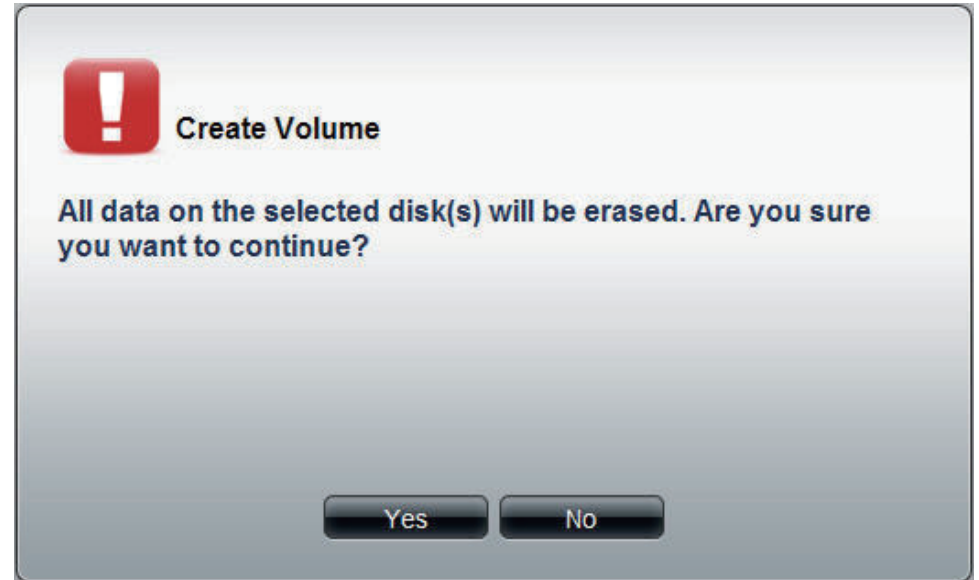 Create Volume
All data on the selected disk(s) will be erased. Are you sure
you want to continue?
Yes No